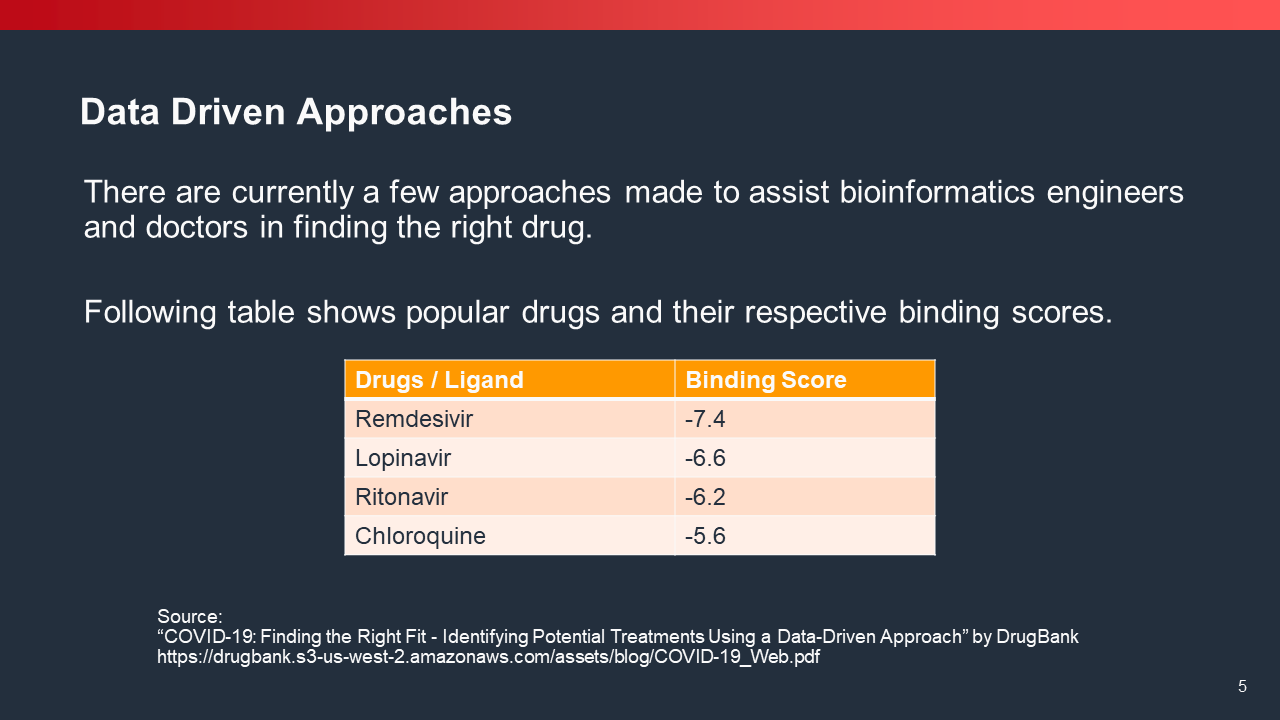 Data Driven Approaches
There are currently a few approaches made to assist bioinformatics engineers
and doctors in finding the right drug.
Following table shows popular drugs and their respective binding scores.
Drugs / Ligand Binding Score
Remdesivir -7.4
Lopinavir -6.6
Ritonavir -6.2
Chloroquine -5.6
Source:
“COVID-19: Finding the Right Fit - Identifying Potential Treatments Using a Data-Driven Approach” by DrugBank
https://drugbank.s3-us-west-2.amazonaws.com/assets/blog/COVID-19_Web.pdf
5